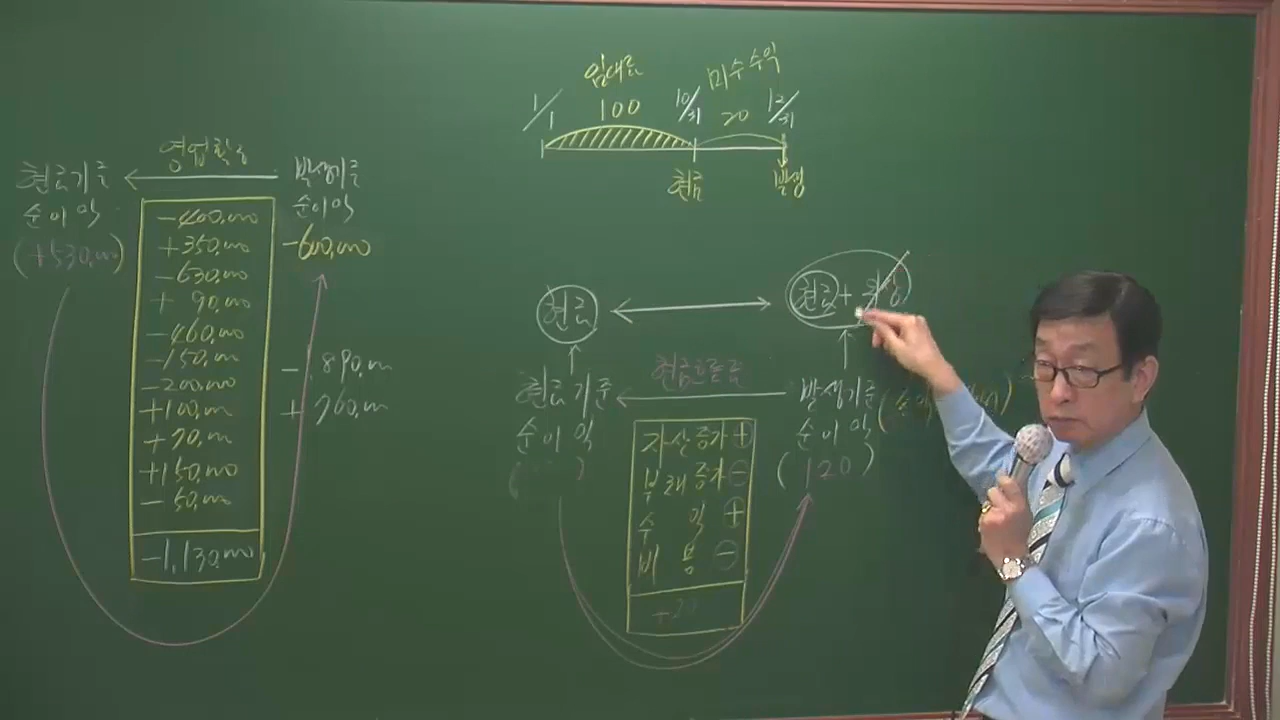 임대료
미수수익
1/1
100
10/31
20
12/31
현금
발생
영업활동
현금기준
순이익
(+530,000)
발생기준
순이익
-600,000
-400,000
+350,000
-630,000
+ 90,000
-460,000
-150,000
-200,000
+100,000
+70,000
+150,000
-50,000
-1,130,000
-1,890,000
+ 760,000
현금
현금 + 외상
현금흐름
현금 기준
순이익
발생기준
순이익
(120)
자산증가 +
부채증가 -
수 익 +
비 용 -
+20